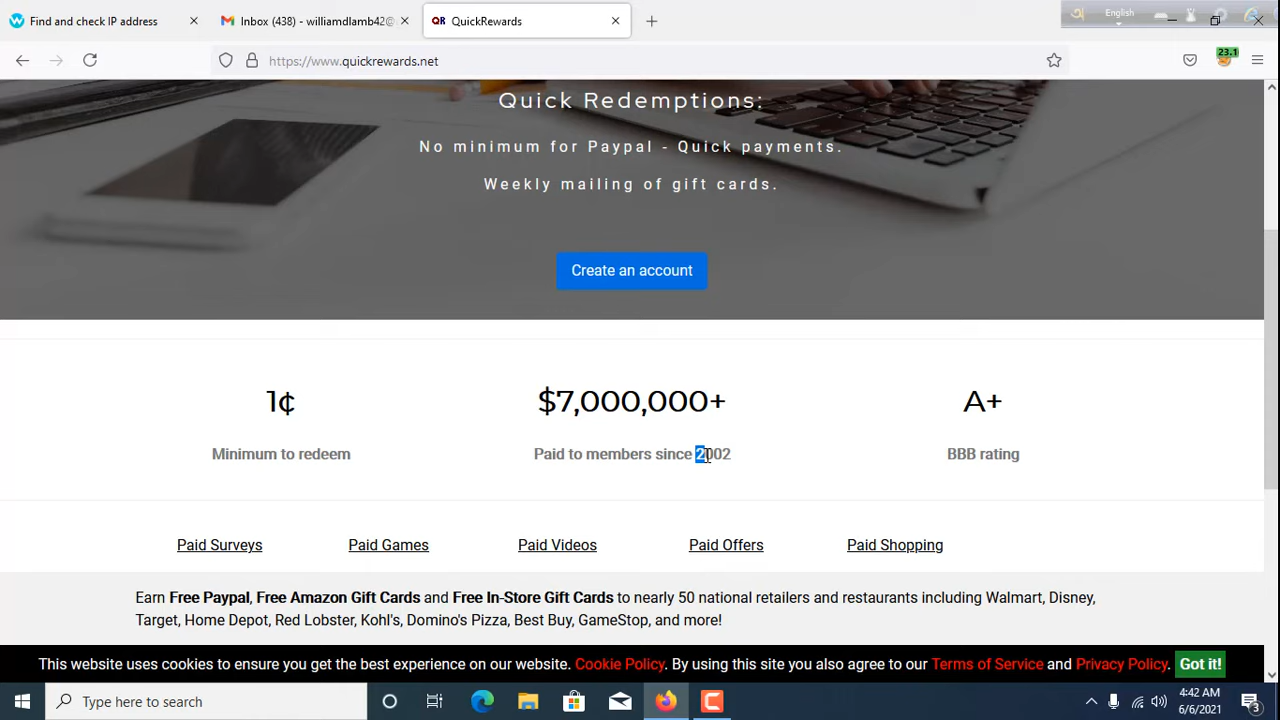 Find and check IP address
Inbox (438) - williamdlamb42@
QR QuickRewards
English
https://www.quickrewards.net
23.1
Quick Redemptions:
No minimum for Paypal - Quick payments.
Weekly mailing of gift cards.
Create an account
1¢
$7,000,000+
A+
Minimum to redeem
Paid to members since 2002
BBB rating
Paid Surveys
Paid Games
Paid Videos
Paid Offers
Paid Shopping
Earn Free Paypal, Free Amazon Gift Cards and Free In-Store Gift Cards to nearly 50 national retailers and restaurants including Walmart, Disney,
Target, Home Depot, Red Lobster, Kohl's, Domino's Pizza, Best Buy, GameStop, and more!
This website uses cookies to ensure you get the best experience on our website. Cookie Policy. By using this site you also agree to our Terms of Service and Privacy Policy. Got it!
Type here to search
4:42 AM
6/6/2021
3